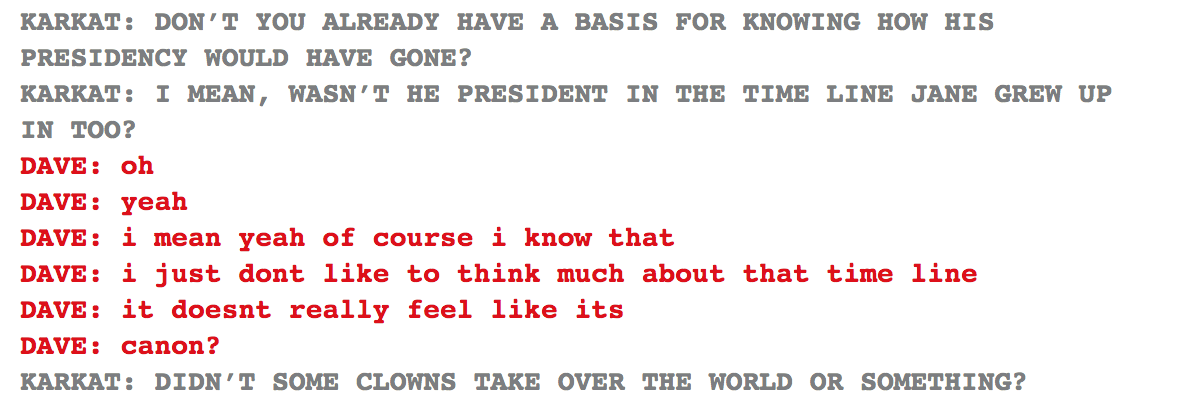 KARKAT: DON’T YOU ALREADY HAVE A BASIS FOR KNOWING HOW HIS
PRESIDENCY WOULD HAVE GONE?
KARKAT: I MEAN, WASN’T HE PRESIDENT IN THE TIME LINE JANE GREW UP
IN TOO?
DAVE: oh
DAVE: yeah
DAVE: i mean yeah of course i know that
DAVE: i just dont like to think much about that time line
DAVE: it doesnt really feel like its
DAVE: canon?
KARKAT: DIDN’T SOME CLOWNS TAKE OVER THE WORLD OR SOMETHING?